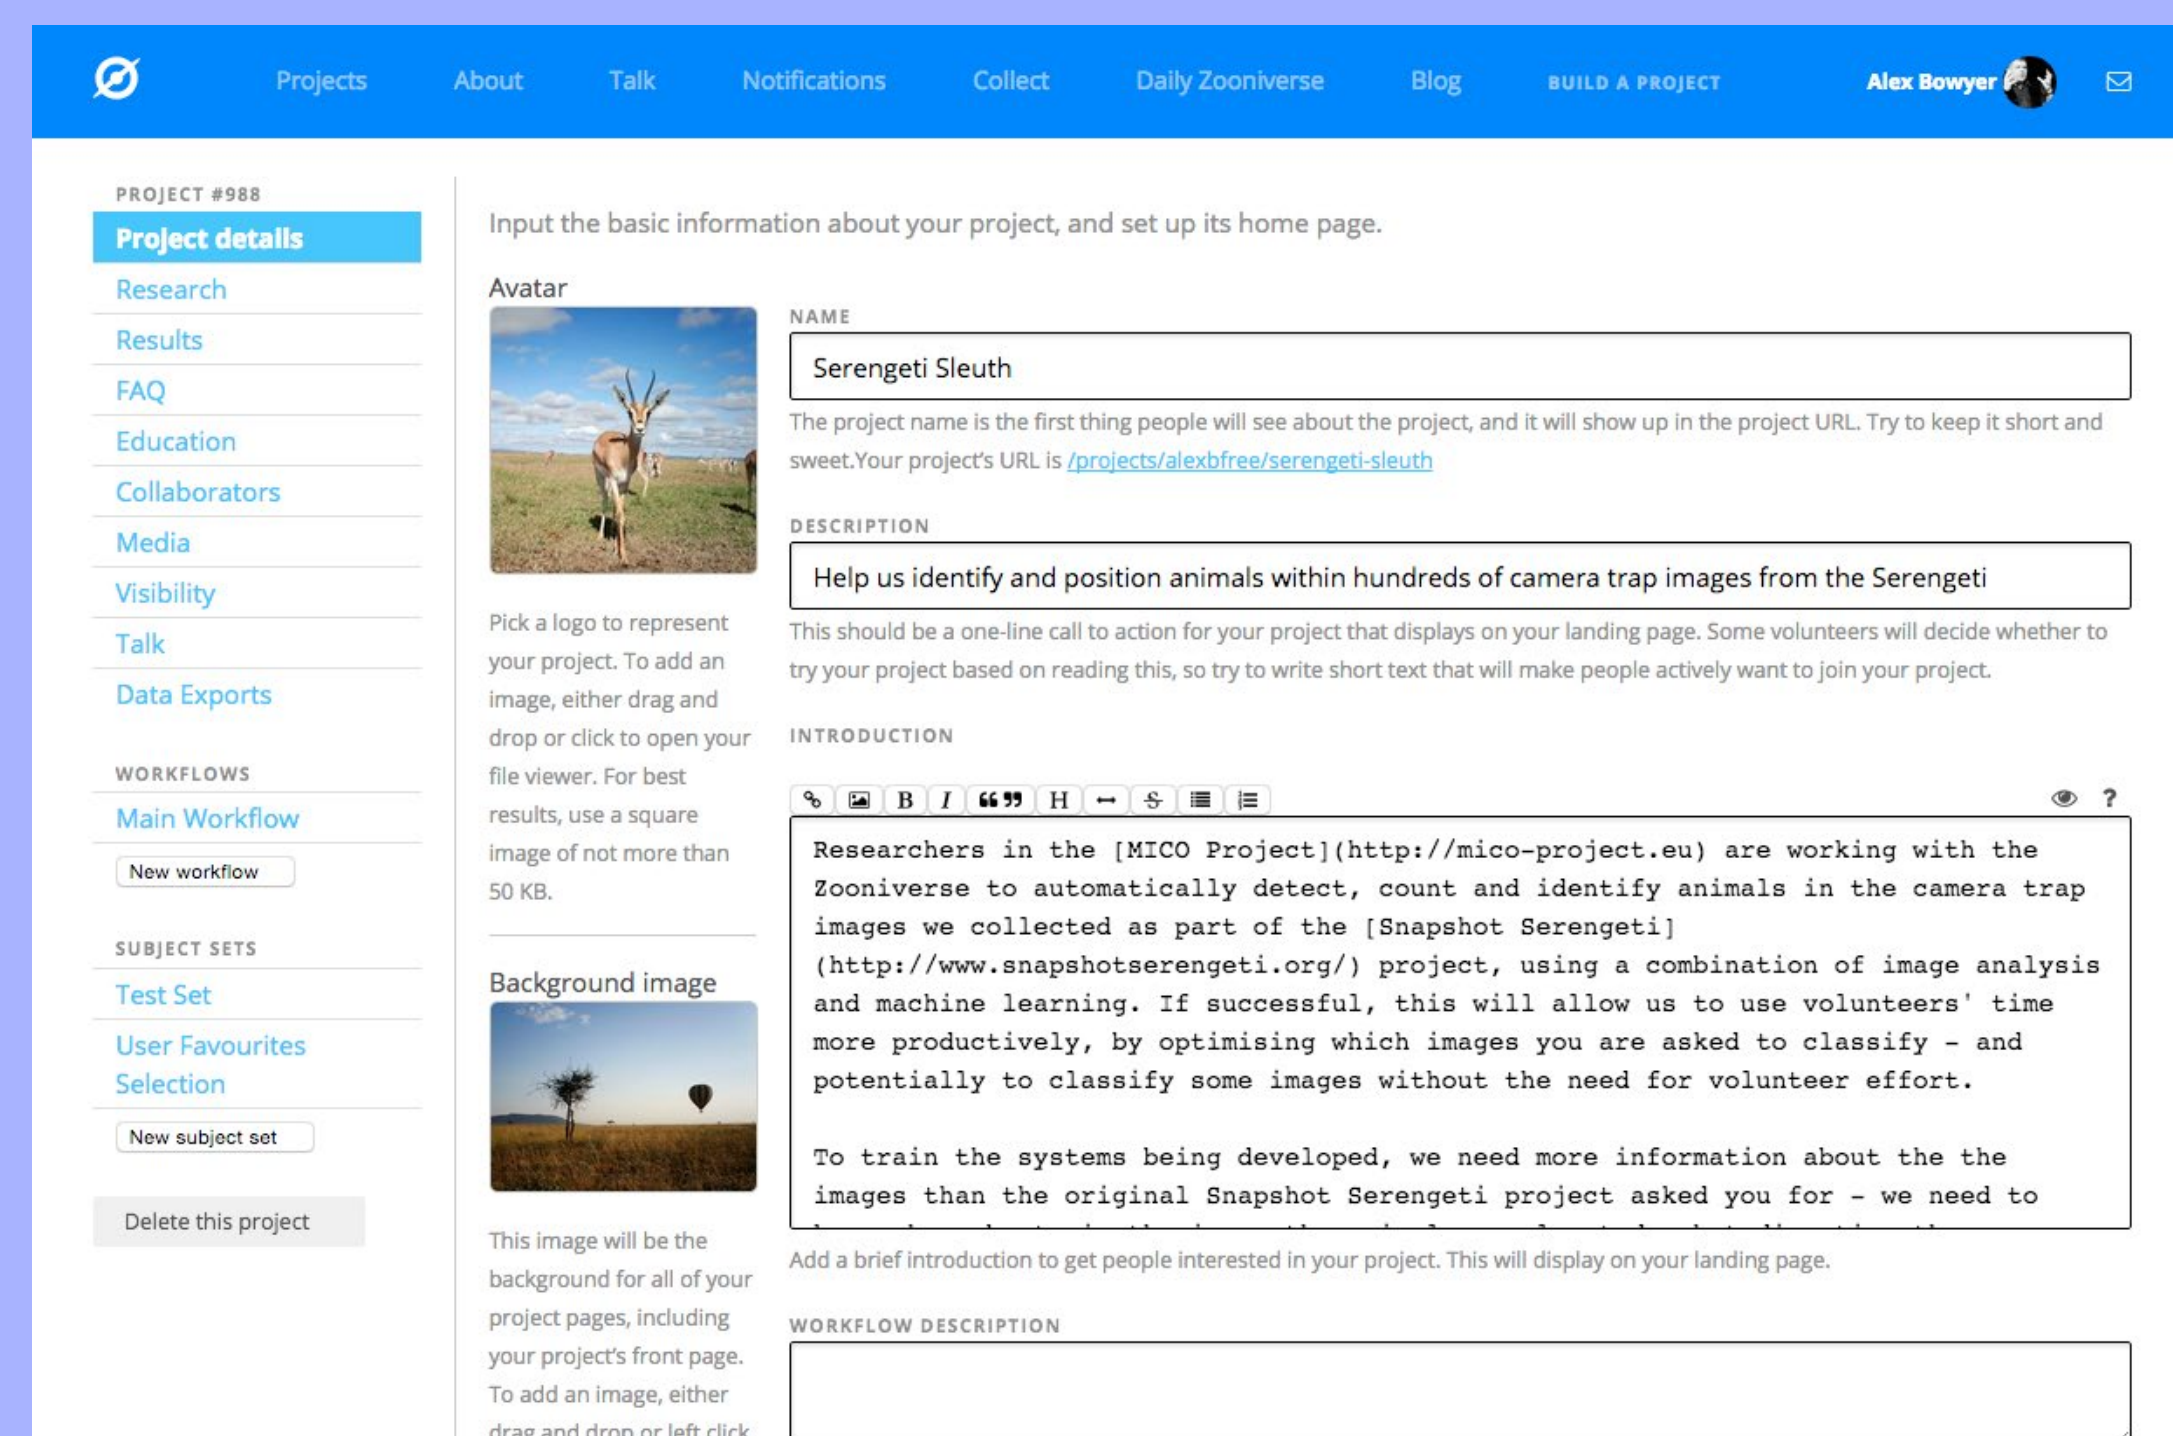 Projects About Talk Notifications Collect Daily Zooniverse Blog BUILD A PROJECT Alex Bowyer
PROJECT #988
Project details
Research
Results
FAQ
Education
Collaborators
Media
Visibility
Talk
Data Exports
WORKFLOWS
Main Workflow
New workflow
SUBJECT SETS
Test Set
User Favourites
Selection
New subject set
Delete this project
Input the basic information about your project, and set up its home page.
Avatar
Pick a logo to represent
your project. To add an
image, either drag and
drop or click to open your
file viewer. For best
results, use a square
image of not more than
50 KB.
Background image
This image will be the
background for all of your
project pages, including
your project's front page.
To add an image, either
drag and drop or left click
NAME
Serengeti Sleuth
The project name is the first thing people will see about the project, and it will show up in the project URL. Try to keep it short and
sweet.Your project's URL is /projects/alexbfree/serengeti-sleuth
DESCRIPTION
Help us identify and position animals within hundreds of camera trap images from the Serengeti
This should be a one-line call to action for your project that displays on your landing page. Some volunteers will decide whether to
try your project based on reading this, so try to write short text that will make people actively want to join your project.
INTRODUCTION
B I ❝❞ H S ?
Researchers in the [MICO Project](http://mico-project.eu) are working with the
Zooniverse to automatically detect, count and identify animals in the camera trap
images we collected as part of the [Snapshot Serengeti]
(http://www.snapshotserengeti.org/) project, using a combination of image analysis
and machine learning. If successful, this will allow us to use volunteers' time
more productively, by optimising which images you are asked to classify – and
potentially to classify some images without the need for volunteer effort.
To train the systems being developed, we need more information about the the
images than the original Snapshot Serengeti project asked you for – we need to
Add a brief introduction to get people interested in your project. This will display on your landing page.
WORKFLOW DESCRIPTION